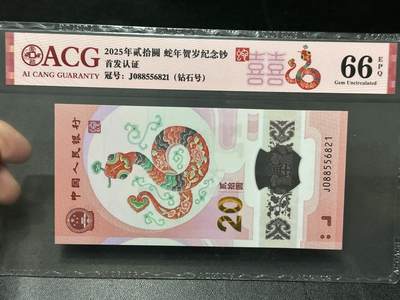 ACG
AI CANG GUARANTY
2025年贰拾圆 蛇年贺岁纪念钞
首发认证
冠号：J088556821（钻石号）
囍
66 EPQ
Gem Uncirculated
中国人民银行
贰拾圆
20
J088556821